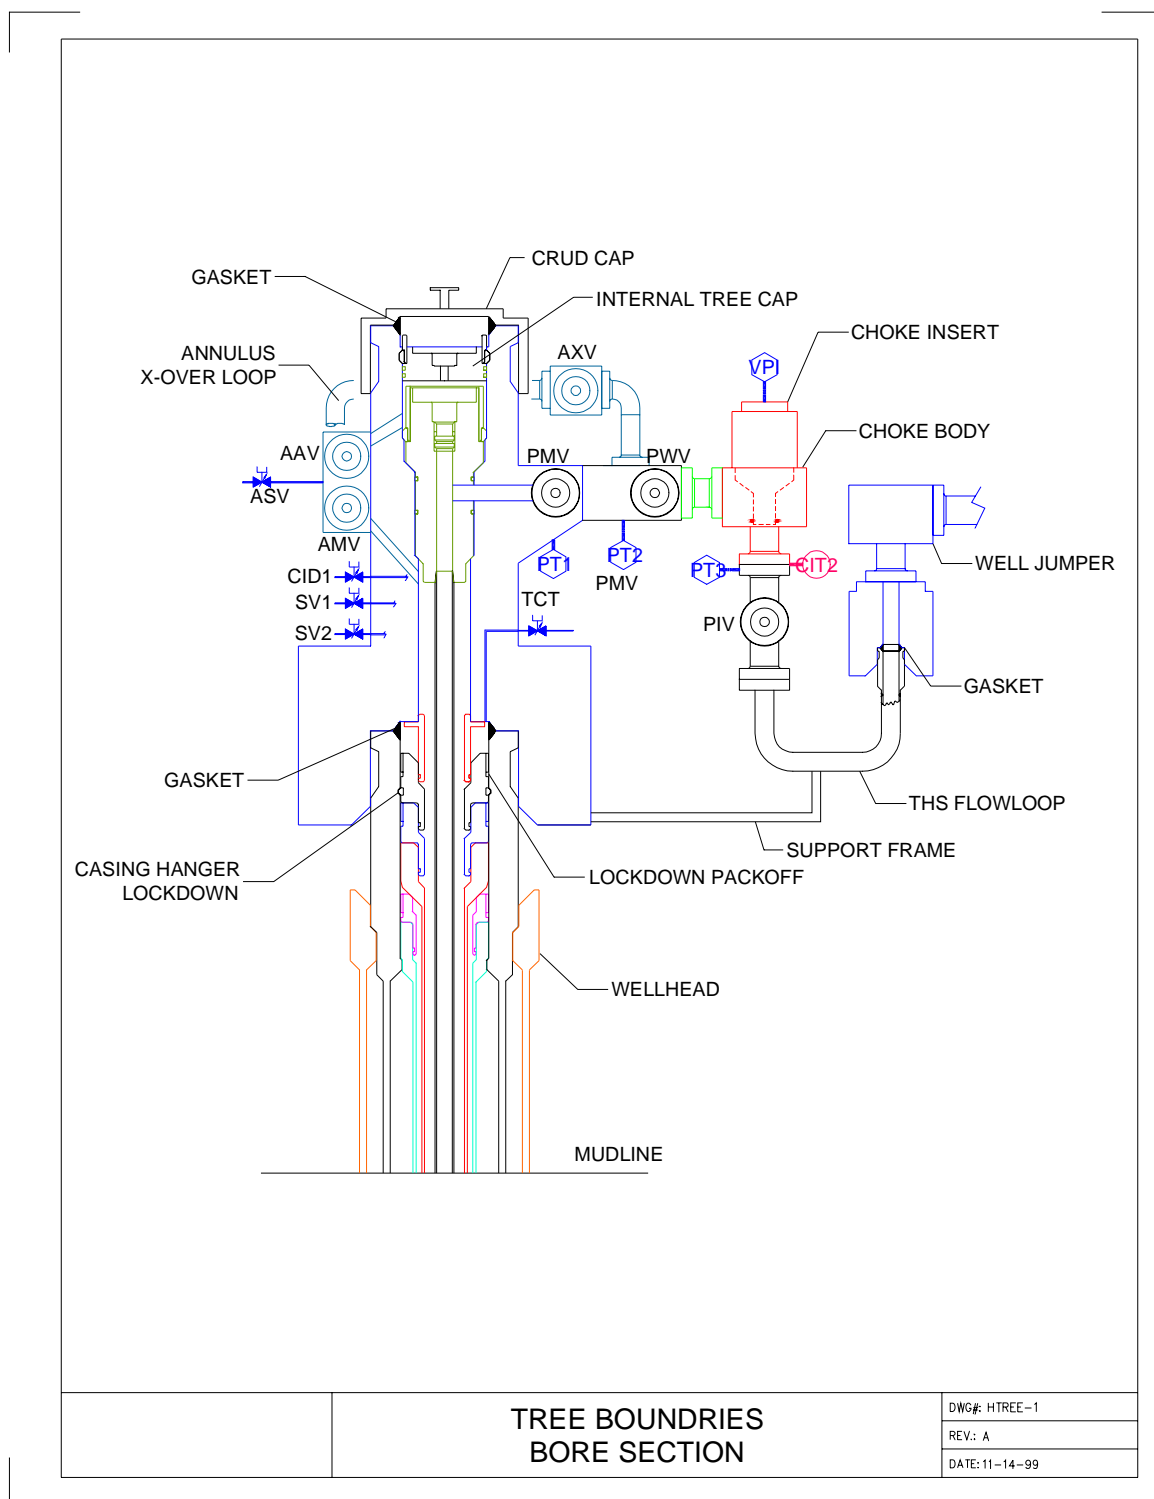 CRUD CAP
GASKET
INTERNAL TREE CAP
CHOKE INSERT
ANNULUS
X-OVER LOOP
AXV
VPI
CHOKE BODY
AAV
PMV
PWV
ASV
AMV
PT1
PT2
PT3
CIT2
WELL JUMPER
CID1
PMV
SV1
TCT
PIV
SV2
GASKET
GASKET
THS FLOWLOOP
SUPPORT FRAME
CASING HANGER
LOCKDOWN
LOCKDOWN PACKOFF
WELLHEAD
MUDLINE
TREE BOUNDRIES
BORE SECTION
DWG#: HTREE-1
REV.: A
DATE: 11-14-99